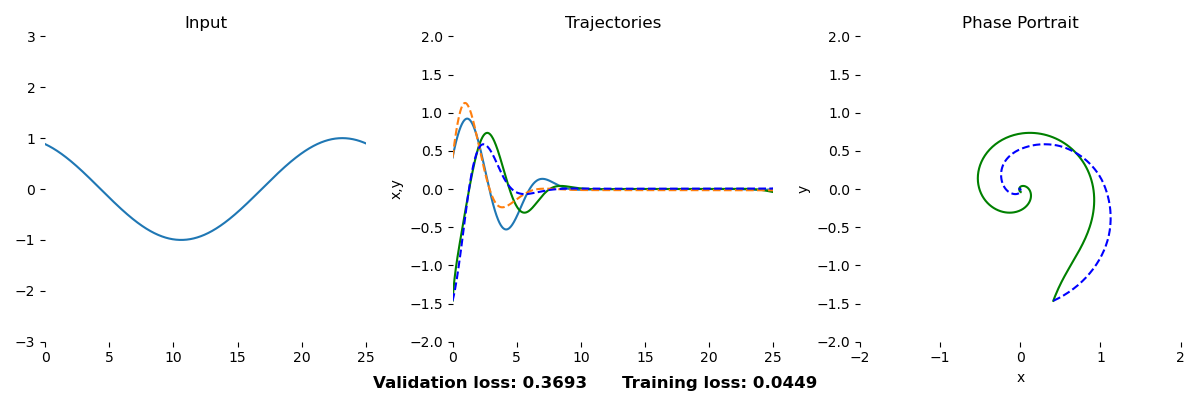 Input
3
2
1
0
−1
−2
−3
0 5 10 15 20 25
Trajectories
x,y
2.0
1.5
1.0
0.5
0.0
−0.5
−1.0
−1.5
−2.0
0 5 10 15 20 25
Phase Portrait
y
2.0
1.5
1.0
0.5
0.0
−0.5
−1.0
−1.5
−2.0
−2 −1 0 1 2
x
Validation loss: 0.3693 Training loss: 0.0449